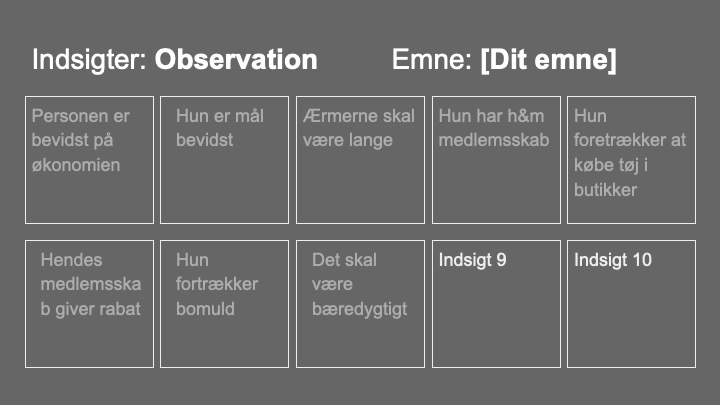 Indsigter: Observation
Emne: [Dit emne]
Personen er
bevidst på
økonomien
Hun er mål
bevidst
Ærmerne skal
være lange
Hun har h&m
medlemsskab
Hun
foretrækker at
købe tøj i
butikker
Hendes
medlemsska
b giver rabat
Hun
fortrækker
bomuld
Det skal
være
bæredygtigt
Indsigt 9
Indsigt 10